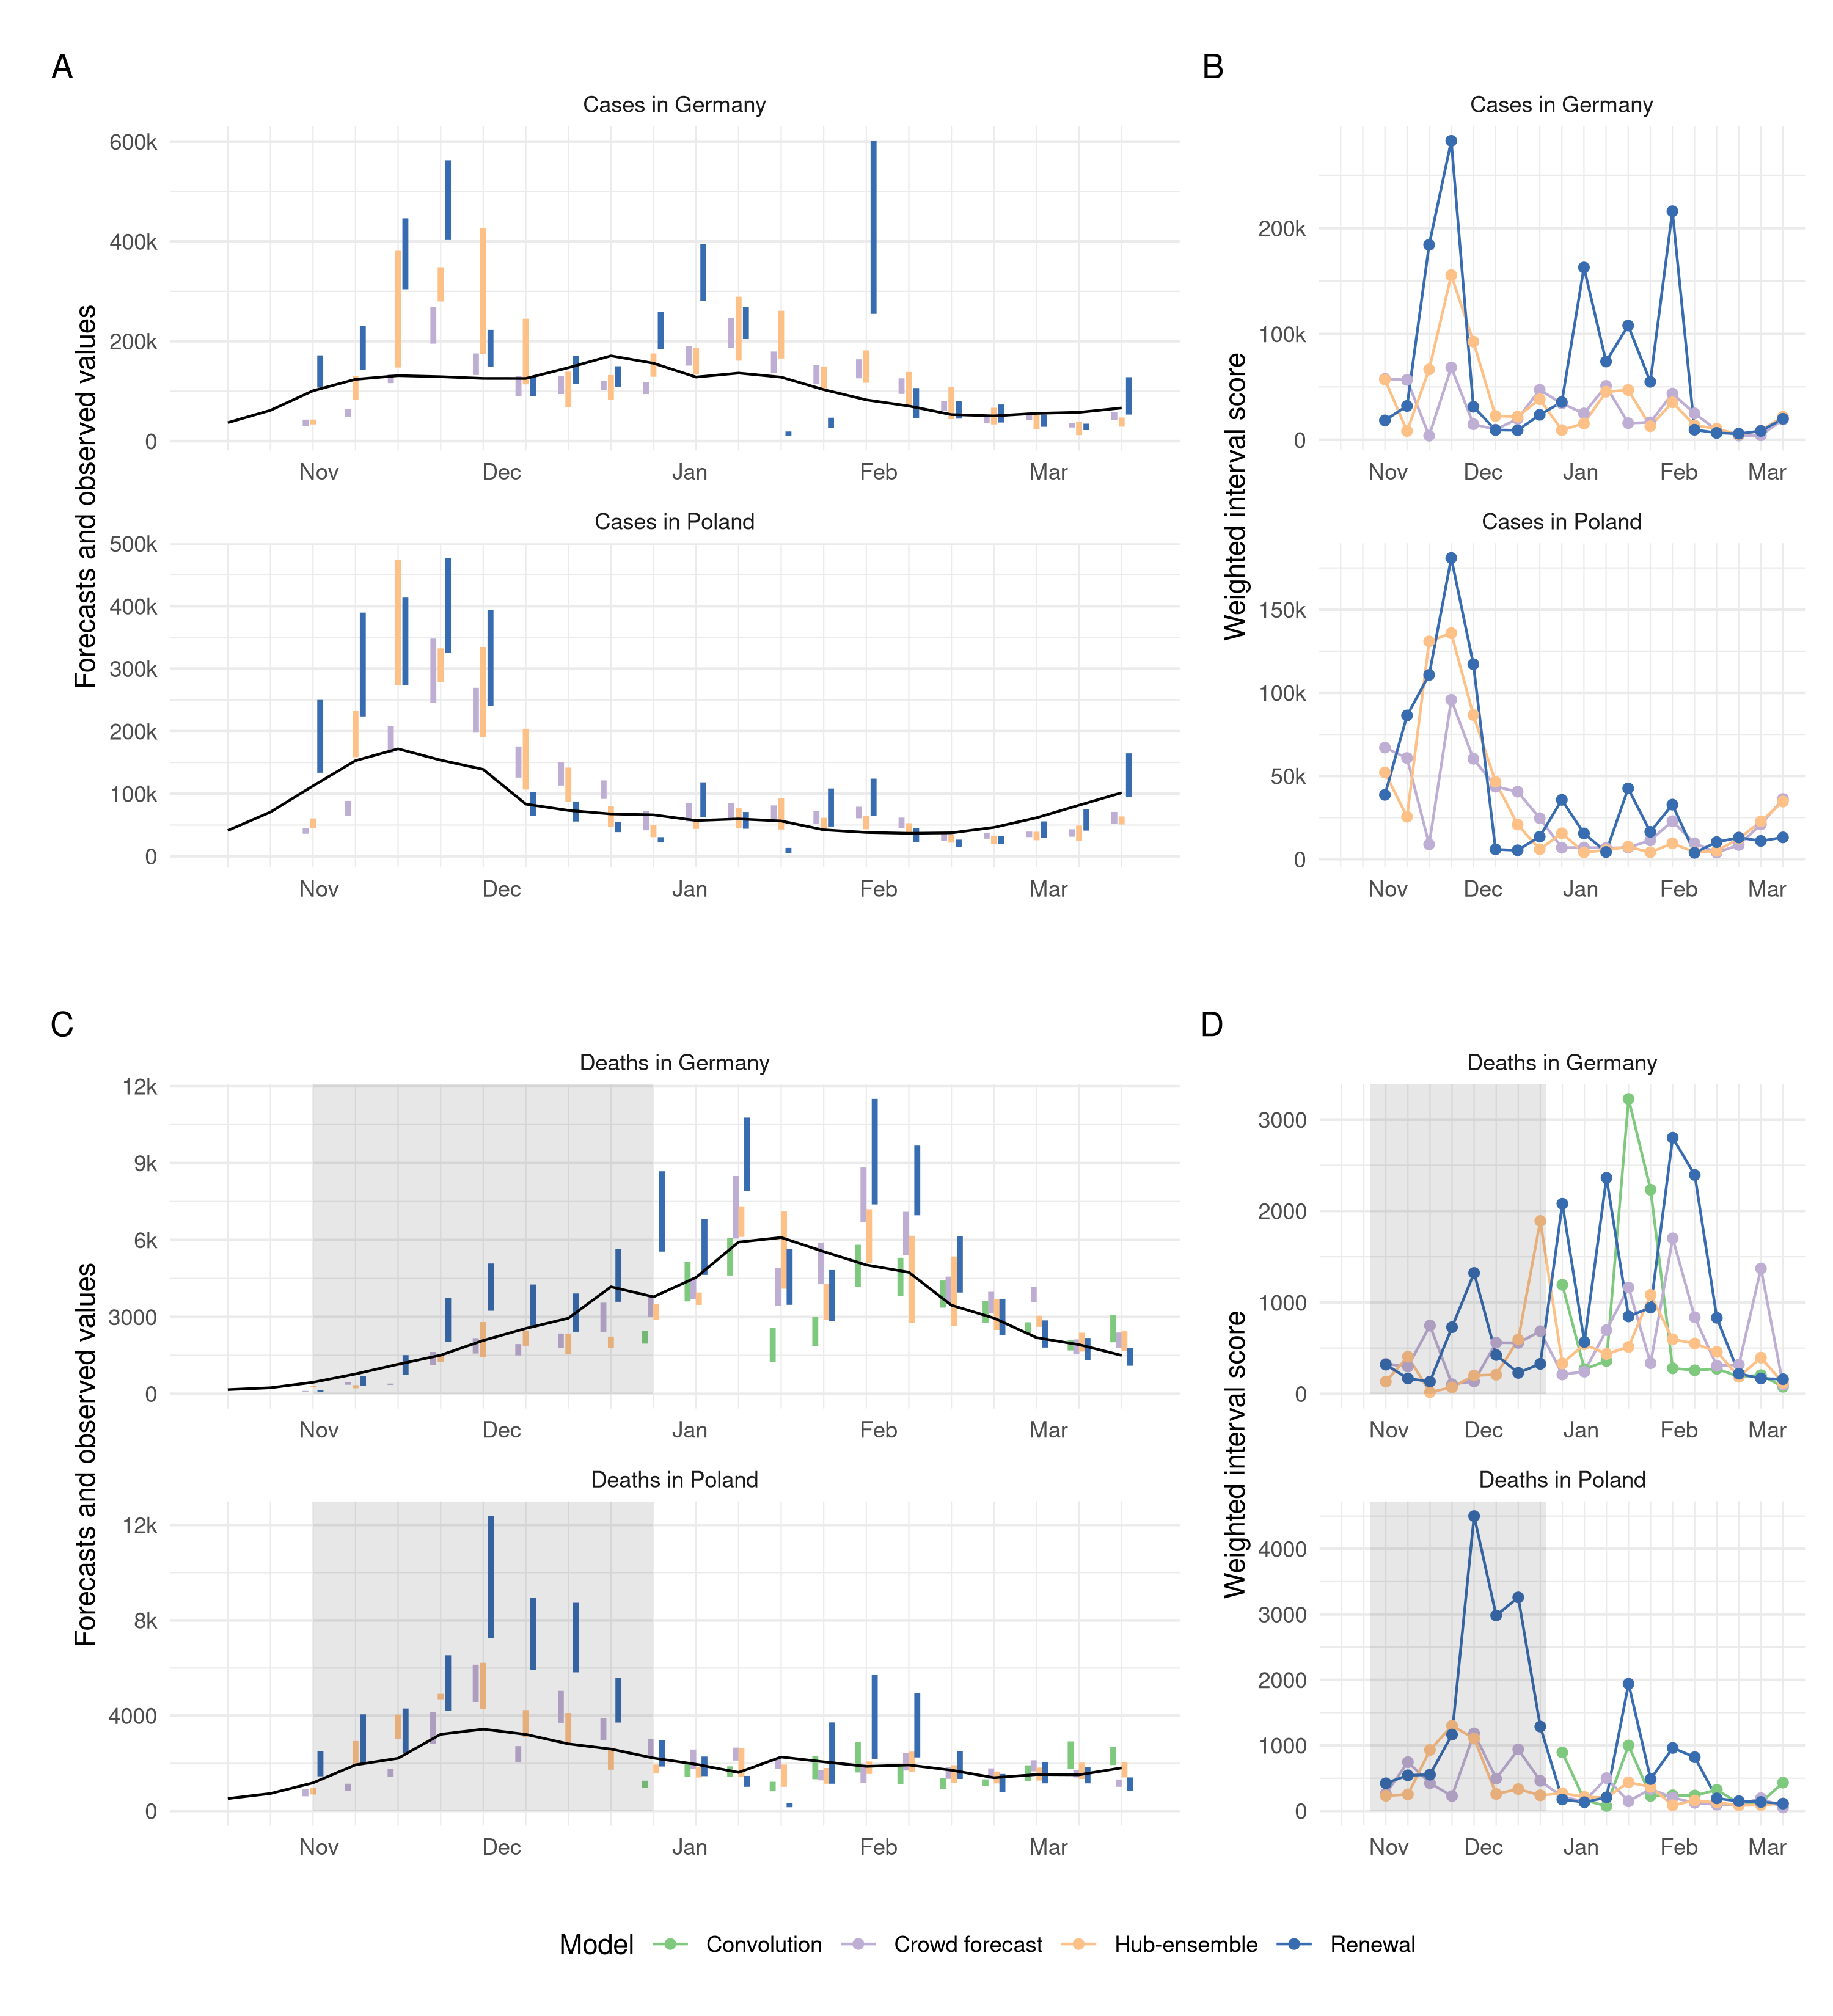 A
Cases in Germany
600k
400k
200k
0
Nov Dec Jan Feb Mar
Cases in Poland
500k
400k
300k
200k
100k
0
Nov Dec Jan Feb Mar
Forecasts and observed values
B
Cases in Germany
200k
100k
0
Nov Dec Jan Feb Mar
Cases in Poland
150k
100k
50k
0
Nov Dec Jan Feb Mar
Weighted interval score
C
Deaths in Germany
12k
9k
6k
3000
0
Nov Dec Jan Feb Mar
Deaths in Poland
12k
8k
4000
0
Nov Dec Jan Feb Mar
Forecasts and observed values
D
Deaths in Germany
3000
2000
1000
0
Nov Dec Jan Feb Mar
Deaths in Poland
4000
3000
2000
1000
0
Nov Dec Jan Feb Mar
Weighted interval score
Model Convolution Crowd forecast Hub-ensemble Renewal